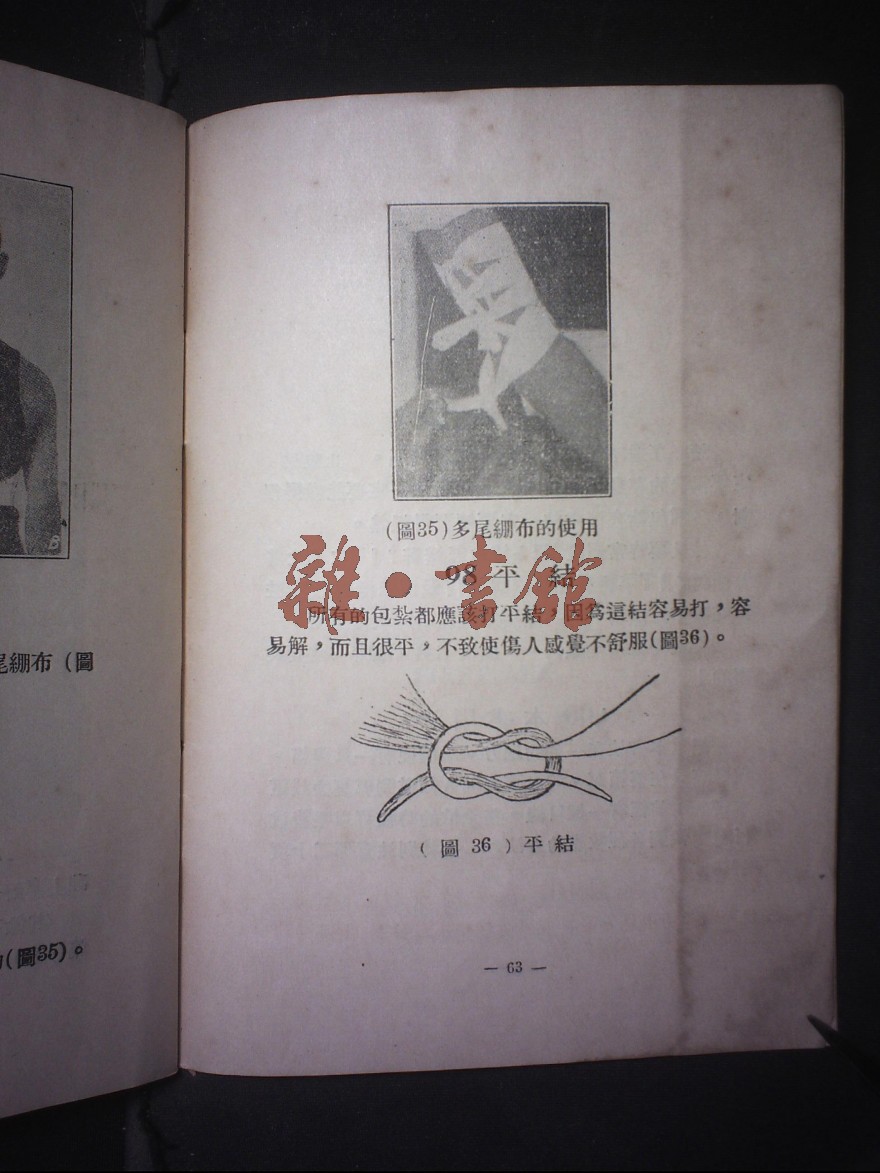 尾綳布（圖
(圖35)。
B
(圖35)多尾綳布的使用
98 平 結
所有的包紮都應該打平結，因為這結容易打，容
易解，而且很平，不致使傷人感覺不舒服(圖36)。
( 圖 36 ) 平 結
— 63 —
雜·書館